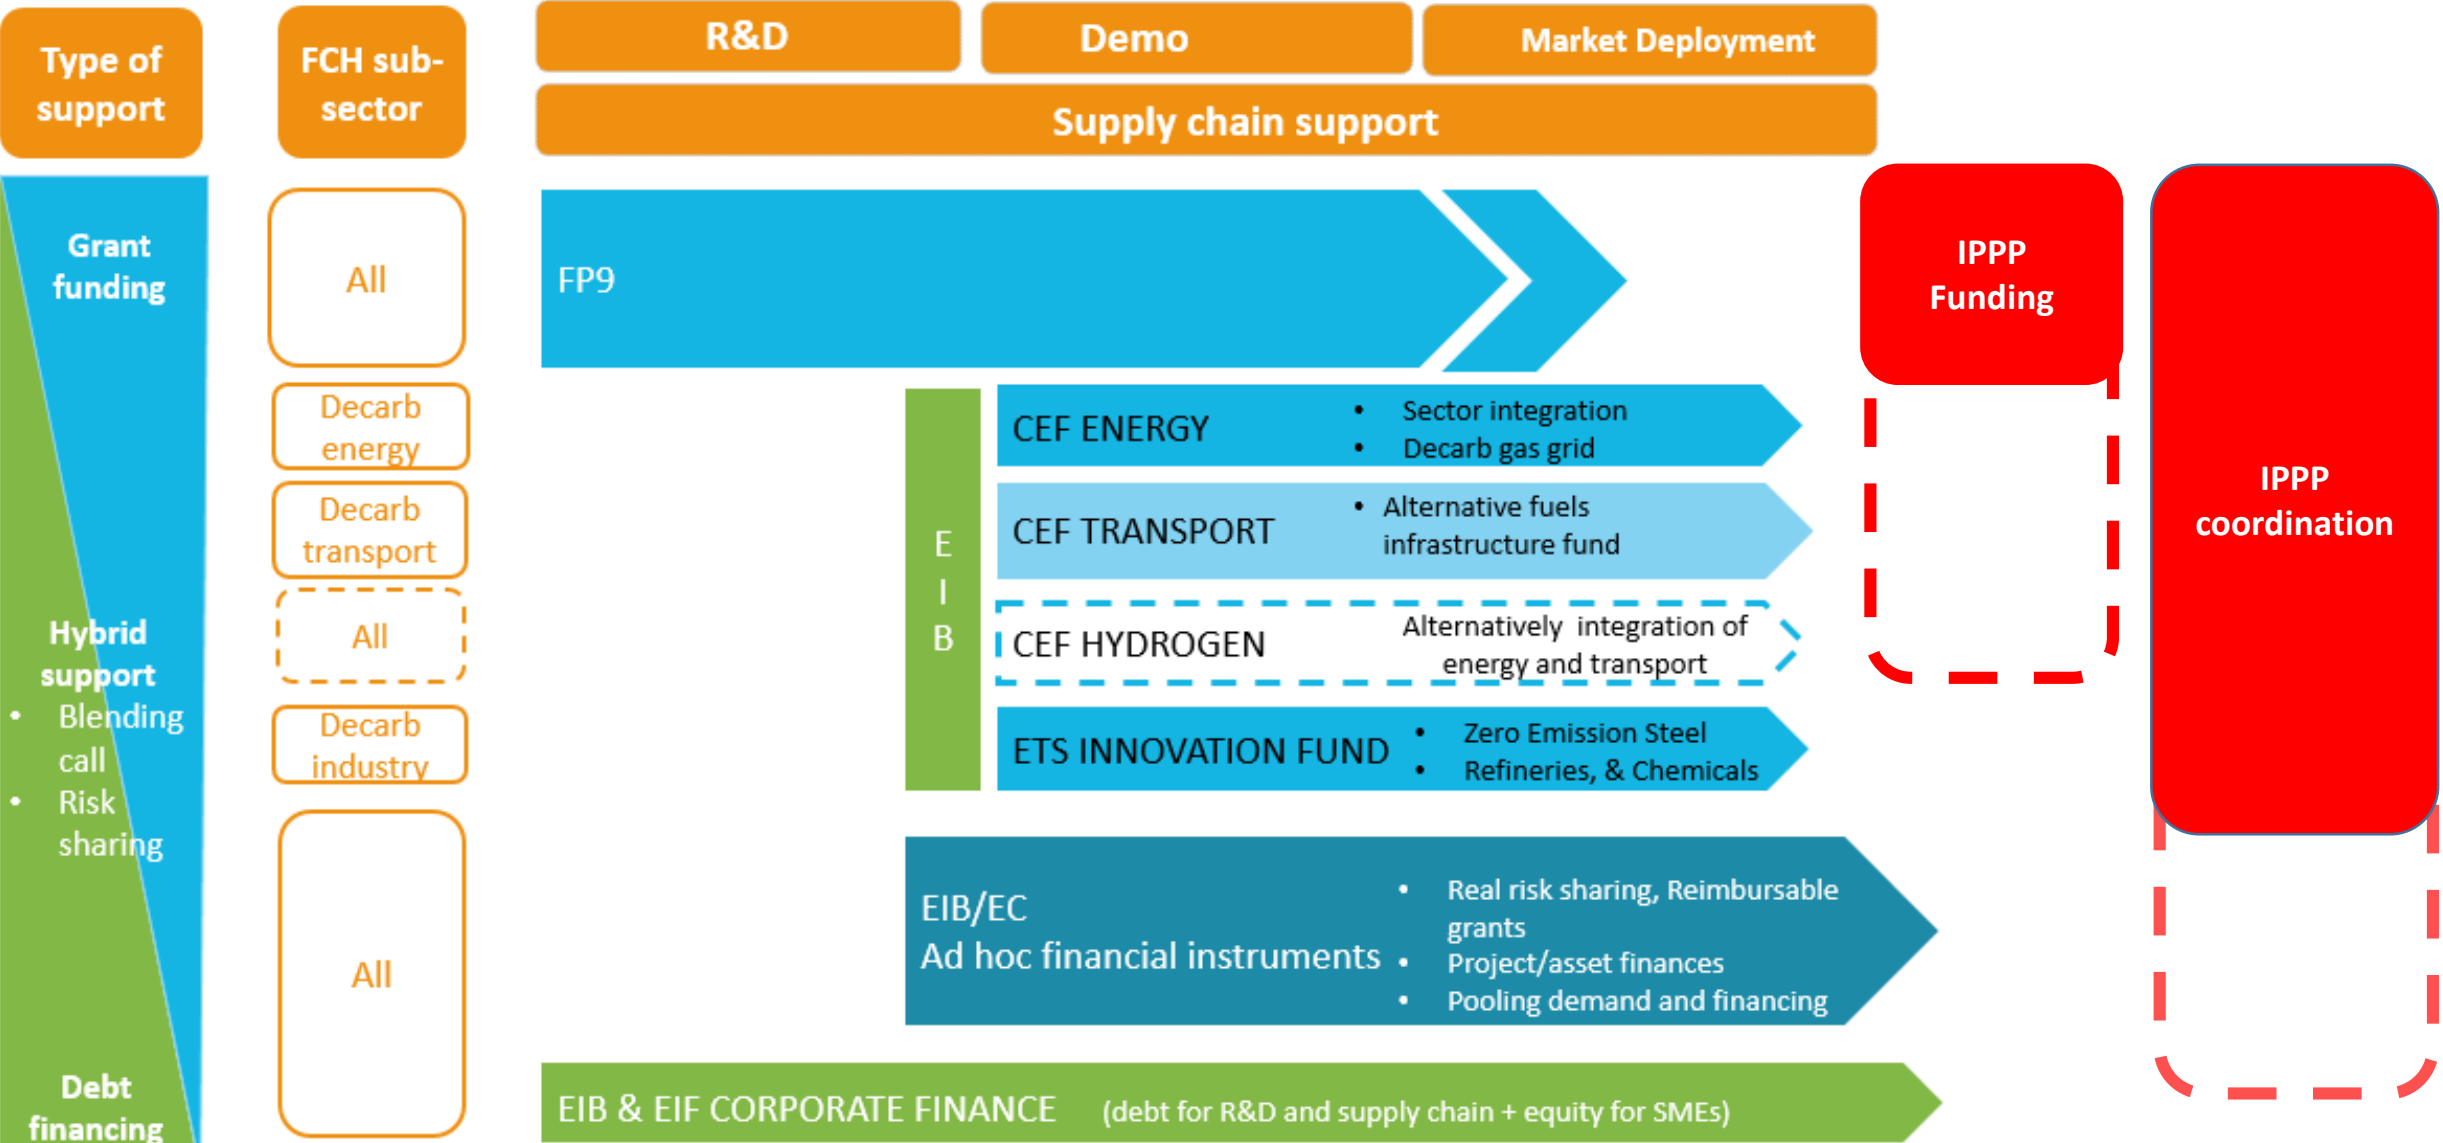 Type of
support
FCH sub-
sector
R&D
Demo
Market Deployment
Supply chain support
Grant
funding
Hybrid
support
• Blending
call
• Risk
sharing
Debt
financing
All
Decarb
energy
Decarb
transport
All
Decarb
industry
All
FP9
E
I
B
CEF ENERGY
• Sector integration
• Decarb gas grid
CEF TRANSPORT
• Alternative fuels
infrastructure fund
CEF HYDROGEN
Alternatively integration of
energy and transport
ETS INNOVATION FUND
• Zero Emission Steel
• Refineries, & Chemicals
EIB/EC
Ad hoc financial instruments
• Real risk sharing, Reimbursable
grants
• Project/asset finances
• Pooling demand and financing
EIB & EIF CORPORATE FINANCE (debt for R&D and supply chain + equity for SMEs)
IPPP
Funding
IPPP
coordination